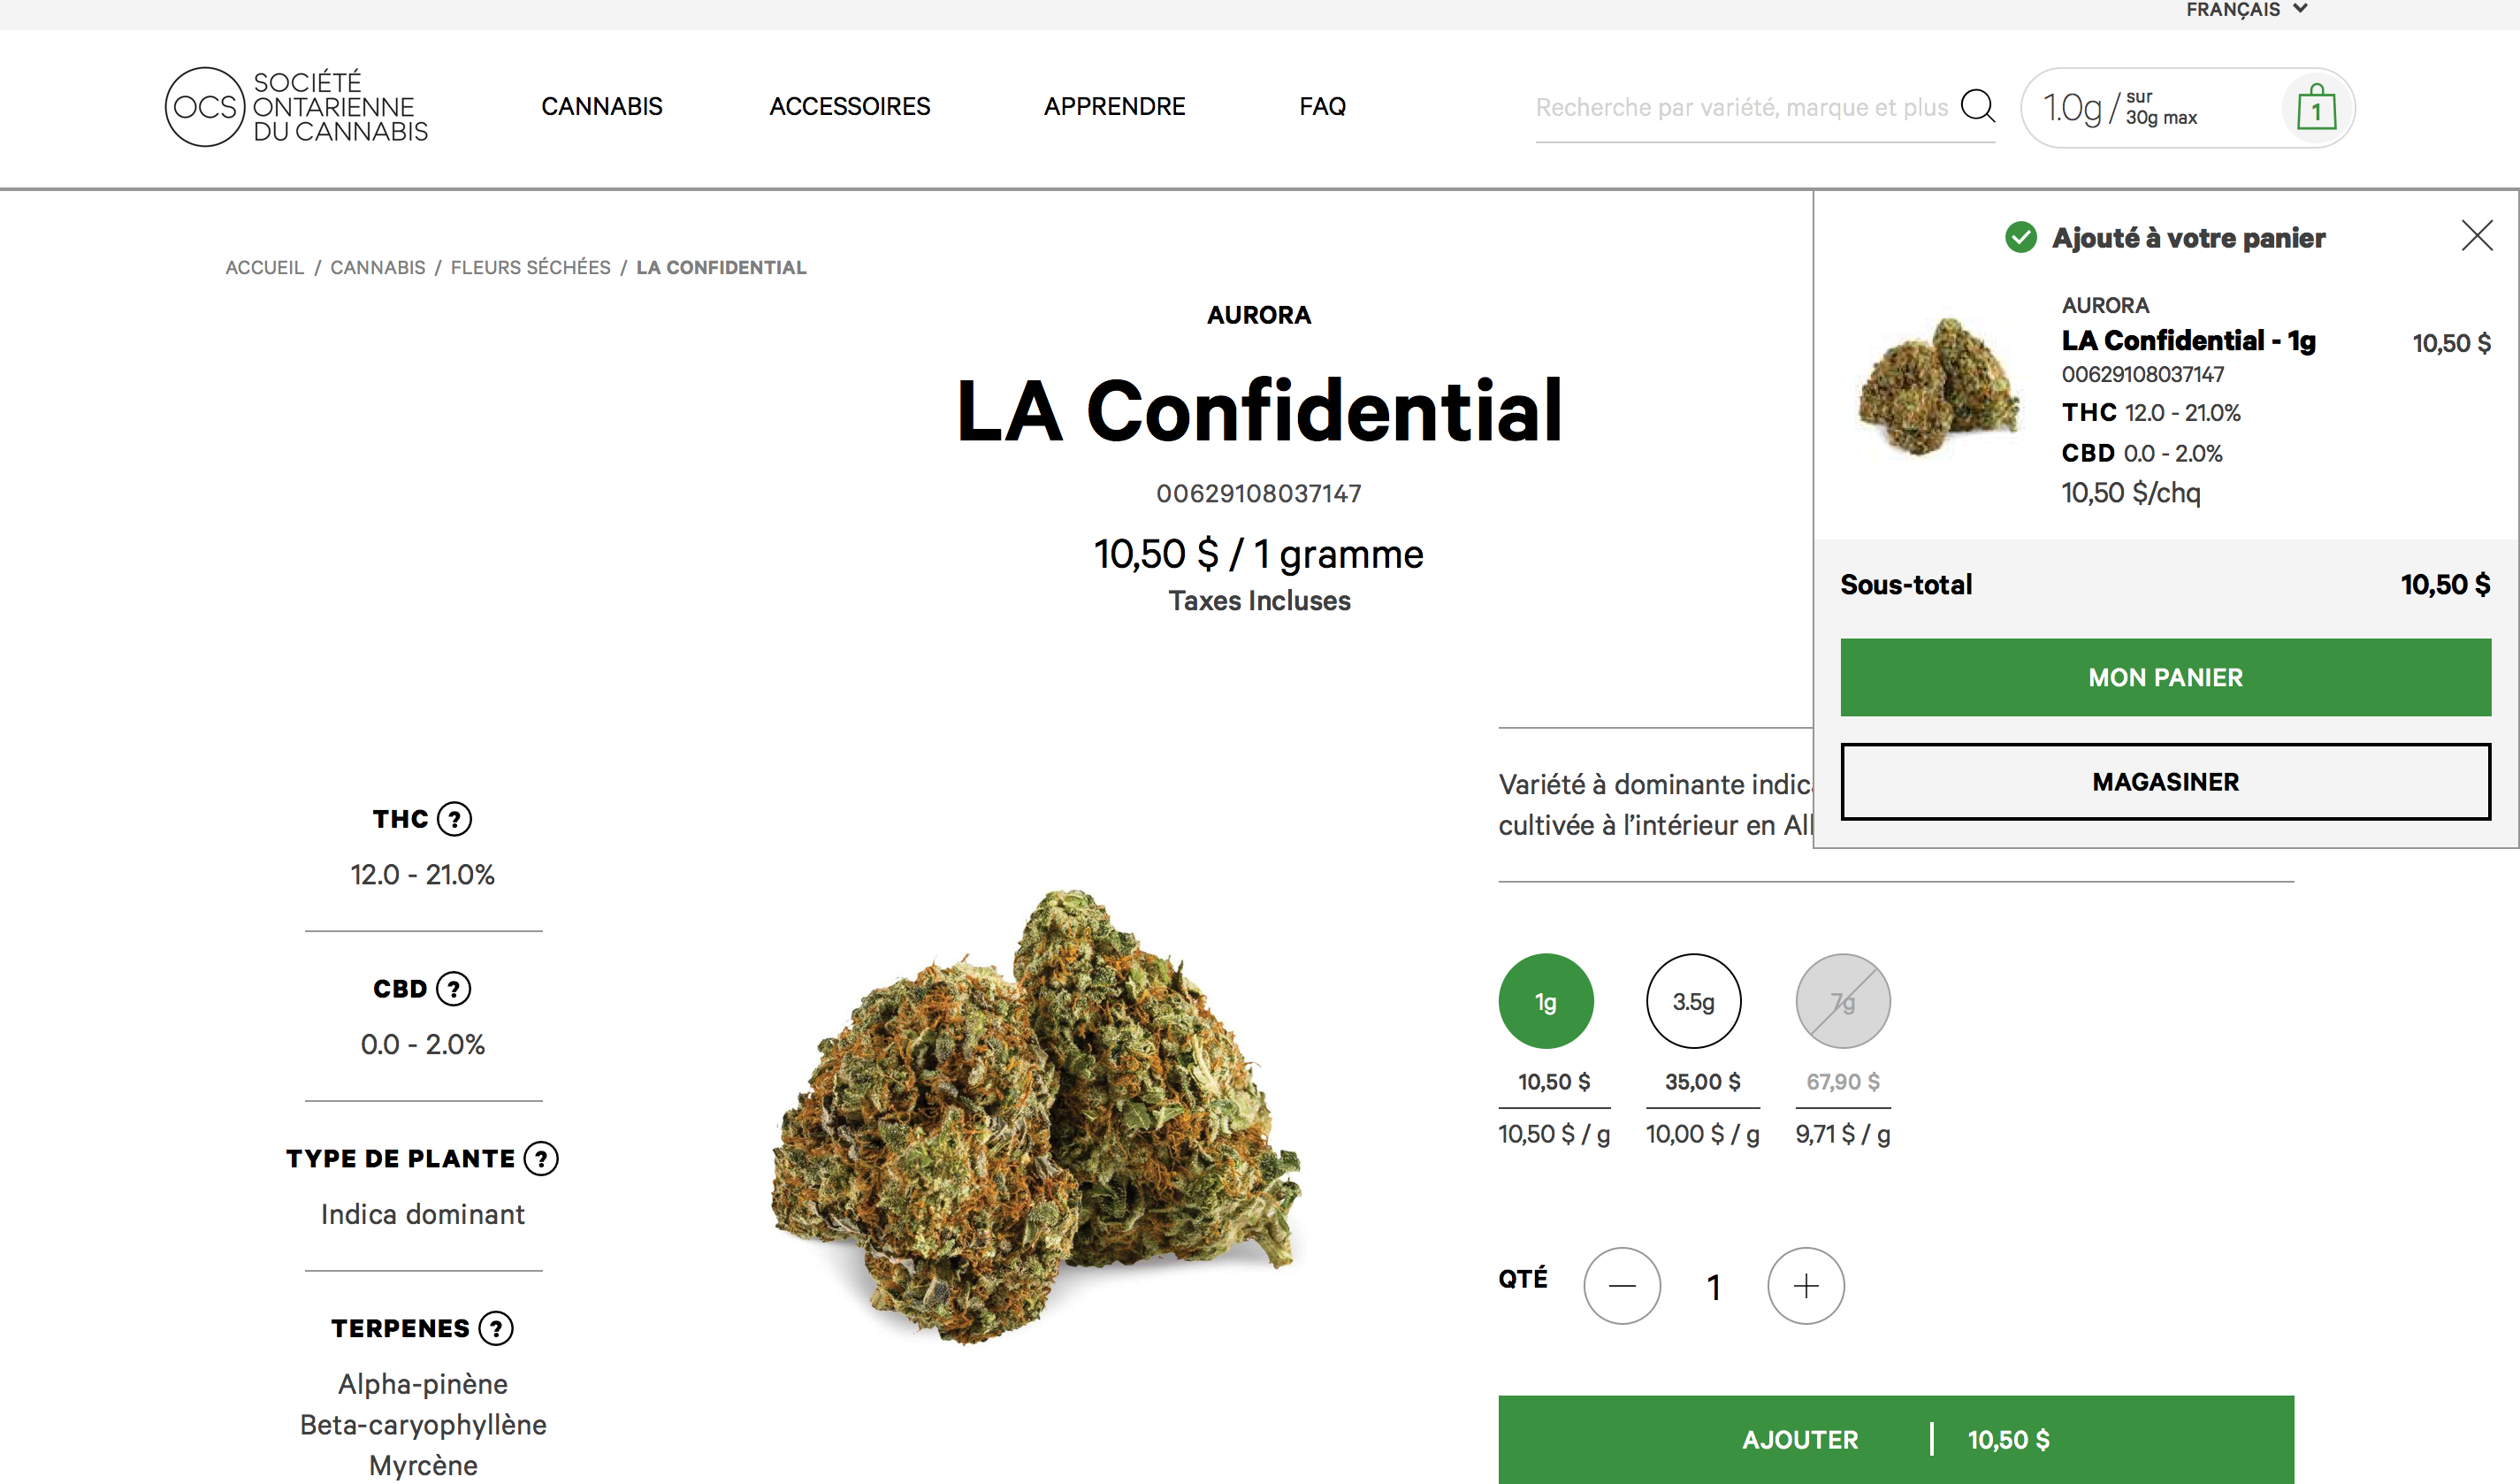 FRANÇAIS
OCS
SOCIÉTÉ
ONTARIENNE
DU CANNABIS
CANNABIS
ACCESSOIRES
APPRENDRE
FAQ
Recherche par variété, marque et plus
1.0g / sur
30g max
1
ACCUEIL / CANNABIS / FLEURS SÉCHÉES / LA CONFIDENTIAL
AURORA
LA Confidential
00629108037147
10,50 $ / 1 gramme
Taxes Incluses
Ajouté à votre panier
AURORA
LA Confidential - 1g
10,50 $
00629108037147
THC 12.0 - 21.0%
CBD 0.0 - 2.0%
10,50 $/chq
Sous-total 10,50 $
MON PANIER
MAGASINER
THC ?
12.0 - 21.0%
CBD ?
0.0 - 2.0%
TYPE DE PLANTE ?
Indica dominant
TERPENES ?
Alpha-pinène
Beta-caryophyllène
Myrcène
Variété à dominante
cultivée à l’intérieur en
1g 3.5g 7g
10,50 $ 35,00 $ 67,90 $
10,50 $ / g 10,00 $ / g 9,71 $ / g
QTÉ — 1 +
AJOUTER | 10,50 $